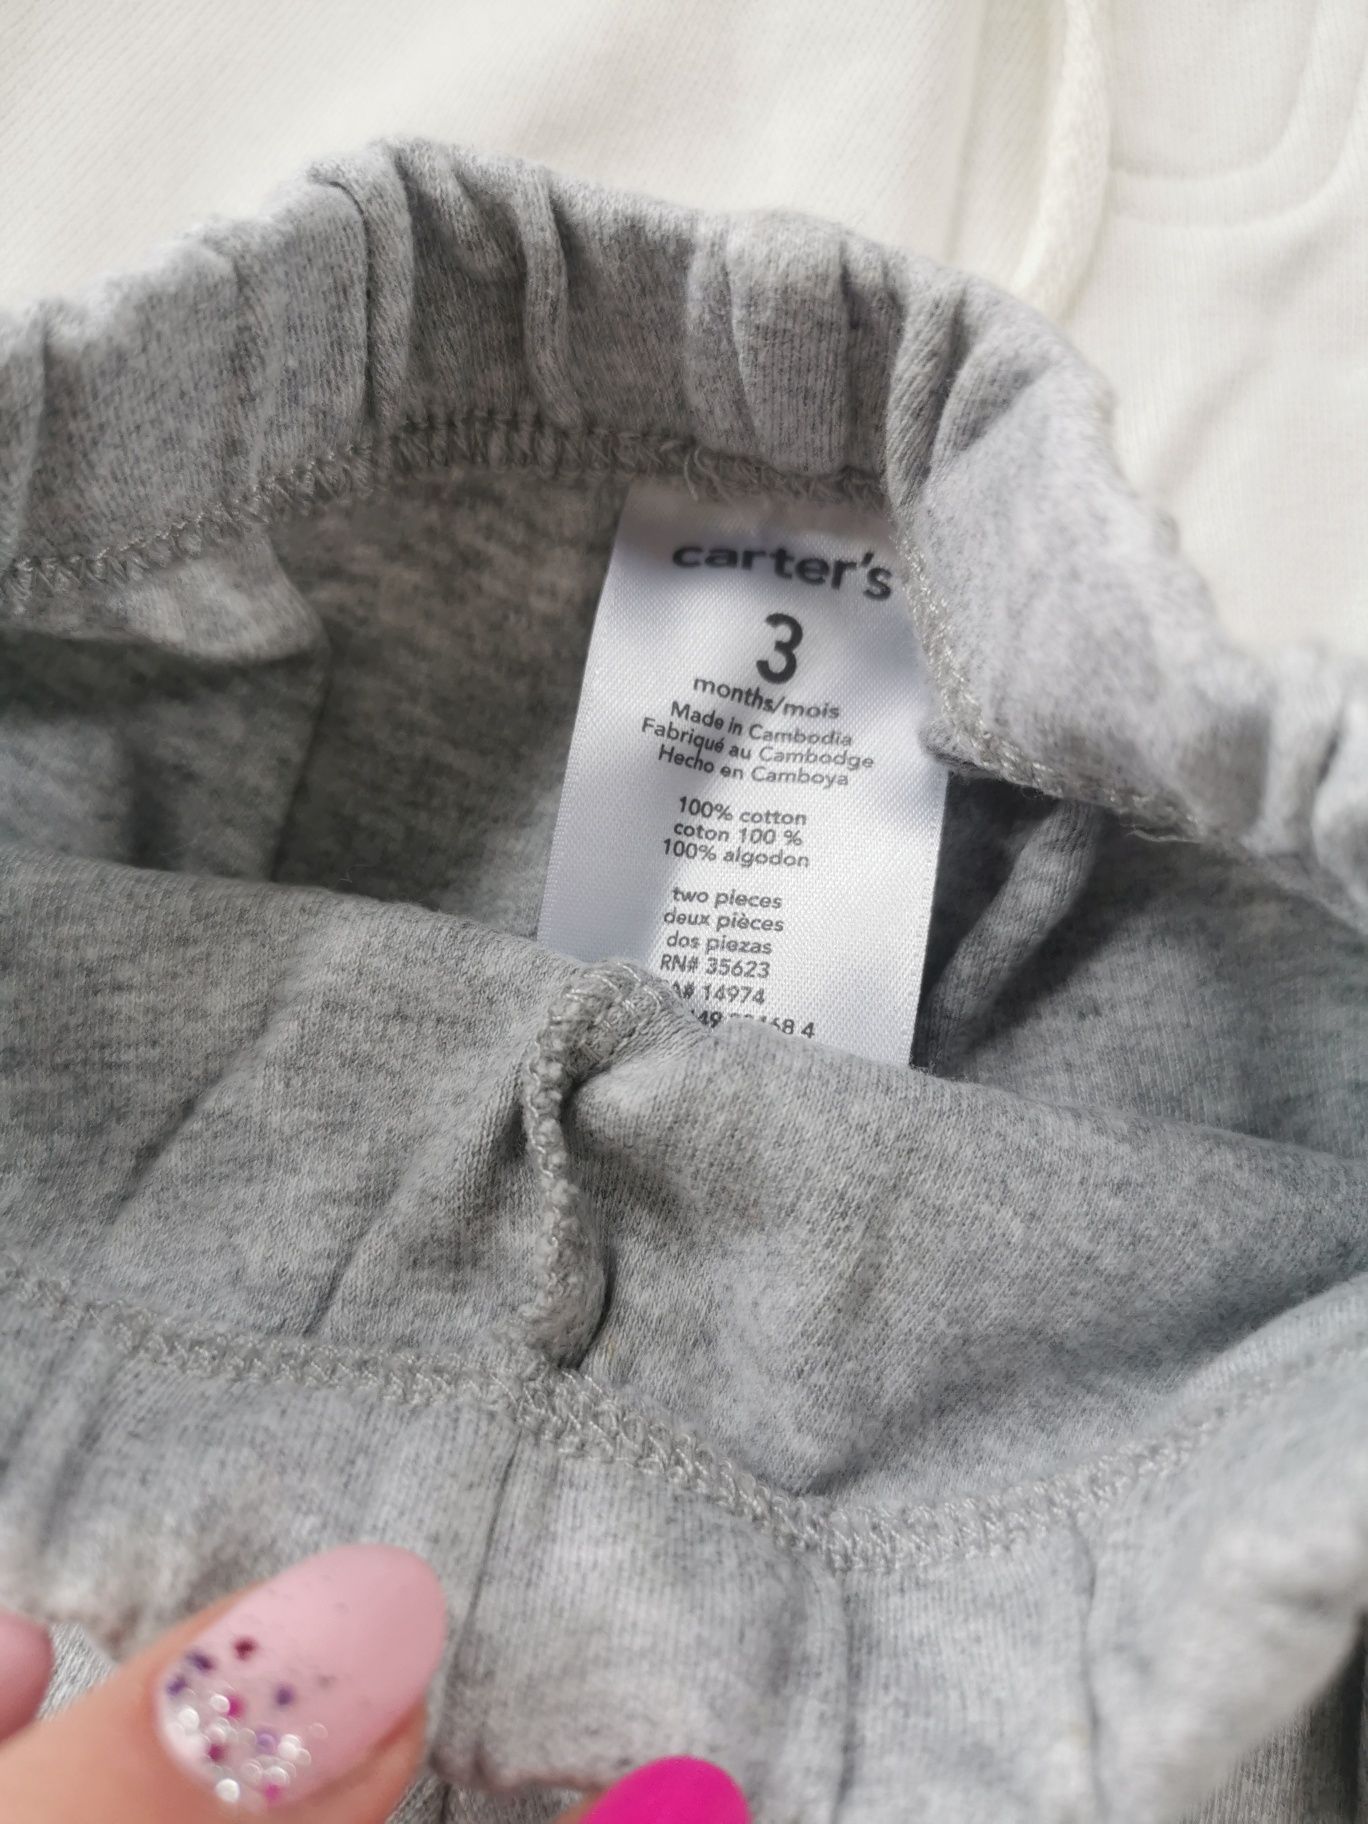 carter's
3
months/mois
Made in Cambodia
Fabriqué au Cambodge
Hecho en Camboya
100% cotton
coton 100 %
100% algodon
two pieces
deux pièces
dos piezas
RN# 35623
14974